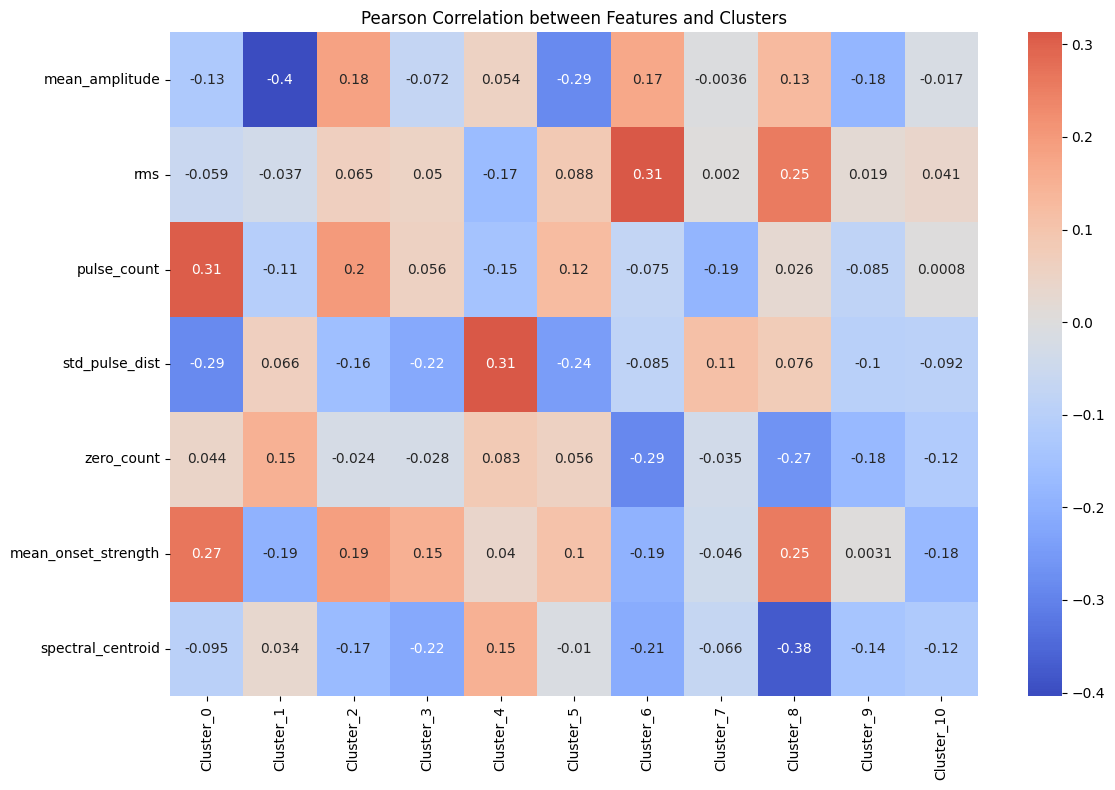 Pearson Correlation between Features and Clusters
mean_amplitude -0.13 -0.4 0.18 -0.072 0.054 -0.29 0.17 -0.0036 0.13 -0.18 -0.017
rms -0.059 -0.037 0.065 0.05 -0.17 0.088 0.31 0.002 0.25 0.019 0.041
pulse_count 0.31 -0.11 0.2 0.056 -0.15 0.12 -0.075 -0.19 0.026 -0.085 0.0008
std_pulse_dist -0.29 0.066 -0.16 -0.22 0.31 -0.24 -0.085 0.11 0.076 -0.1 -0.092
zero_count 0.044 0.15 -0.024 -0.028 0.083 0.056 -0.29 -0.035 -0.27 -0.18 -0.12
mean_onset_strength 0.27 -0.19 0.19 0.15 0.04 0.1 -0.19 -0.046 0.25 0.0031 -0.18
spectral_centroid -0.095 0.034 -0.17 -0.22 0.15 -0.01 -0.21 -0.066 -0.38 -0.14 -0.12
Cluster_0 Cluster_1 Cluster_2 Cluster_3 Cluster_4 Cluster_5 Cluster_6 Cluster_7 Cluster_8 Cluster_9 Cluster_10
0.3
0.2
0.1
0.0
−0.1
−0.2
−0.3
−0.4